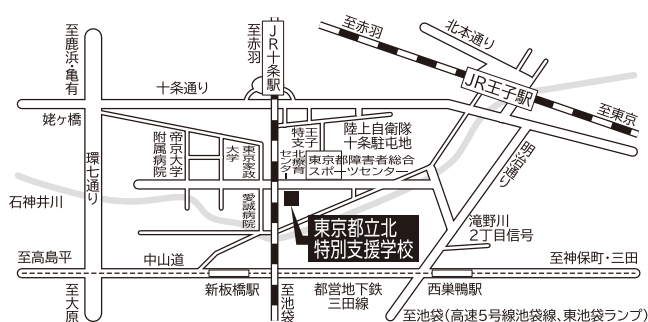 至赤羽
北本通り
至鹿浜・亀有
至赤羽
JR十条駅
JR王子駅
十条通り
至東京
姥ヶ橋
環七通り
帝京大学
附属病院
東京家政
大学
王子
特支
北療育
センター
陸上自衛隊
十条駐屯地
東京都障害者総合
スポーツセンター
明治通り
石神井川
愛誠病院
東京都立北
特別支援学校
滝野川
2丁目信号
至高島平
中山道
至神保町・三田
至大原
新板橋駅
至池袋
都営地下鉄
三田線
西巣鴨駅
至池袋(高速5号線池袋線、東池袋ランプ)